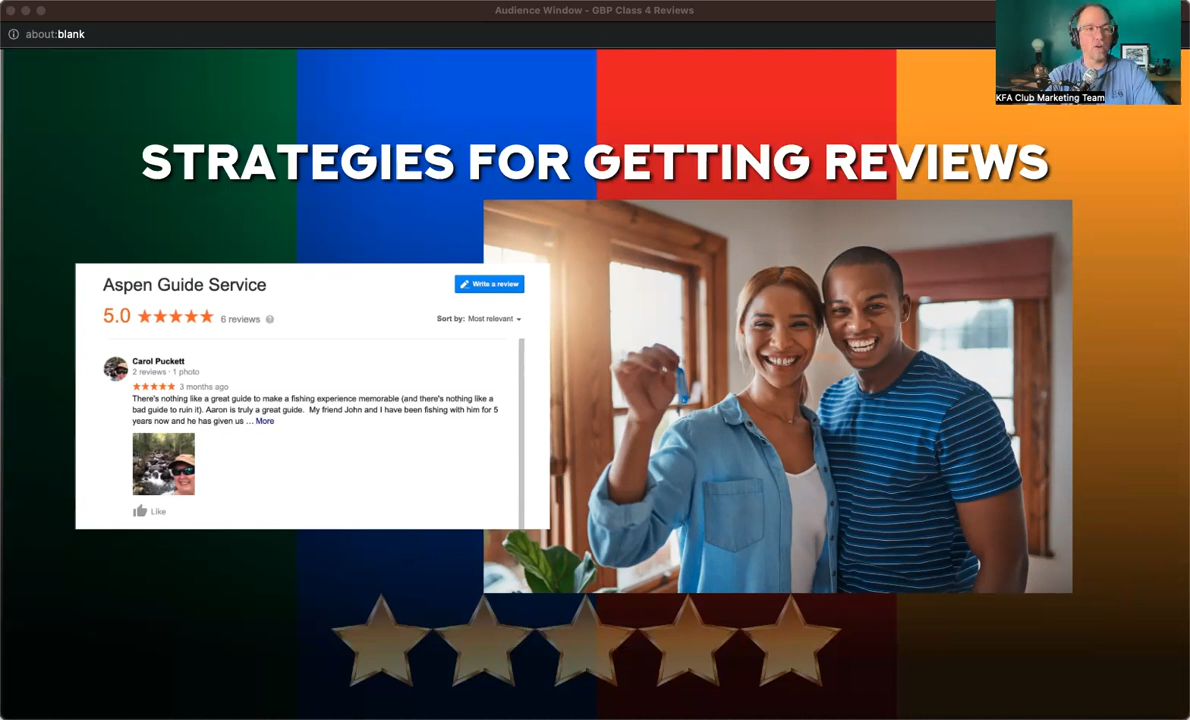 Audience Window - GBP Class 4 Reviews
about:blank
KFA Club Marketing Team
STRATEGIES FOR GETTING REVIEWS
Aspen Guide Service
Write a review
5.0 6 reviews
Sort by: Most relevant
Carol Puckett
2 reviews · 1 photo
3 months ago
There's nothing like a great guide to make a fishing experience memorable (and there's nothing like a
bad guide to ruin it). Aaron is truly a great guide. My friend John and I have been fishing with him for 5
years now and he has given us ... More
Like